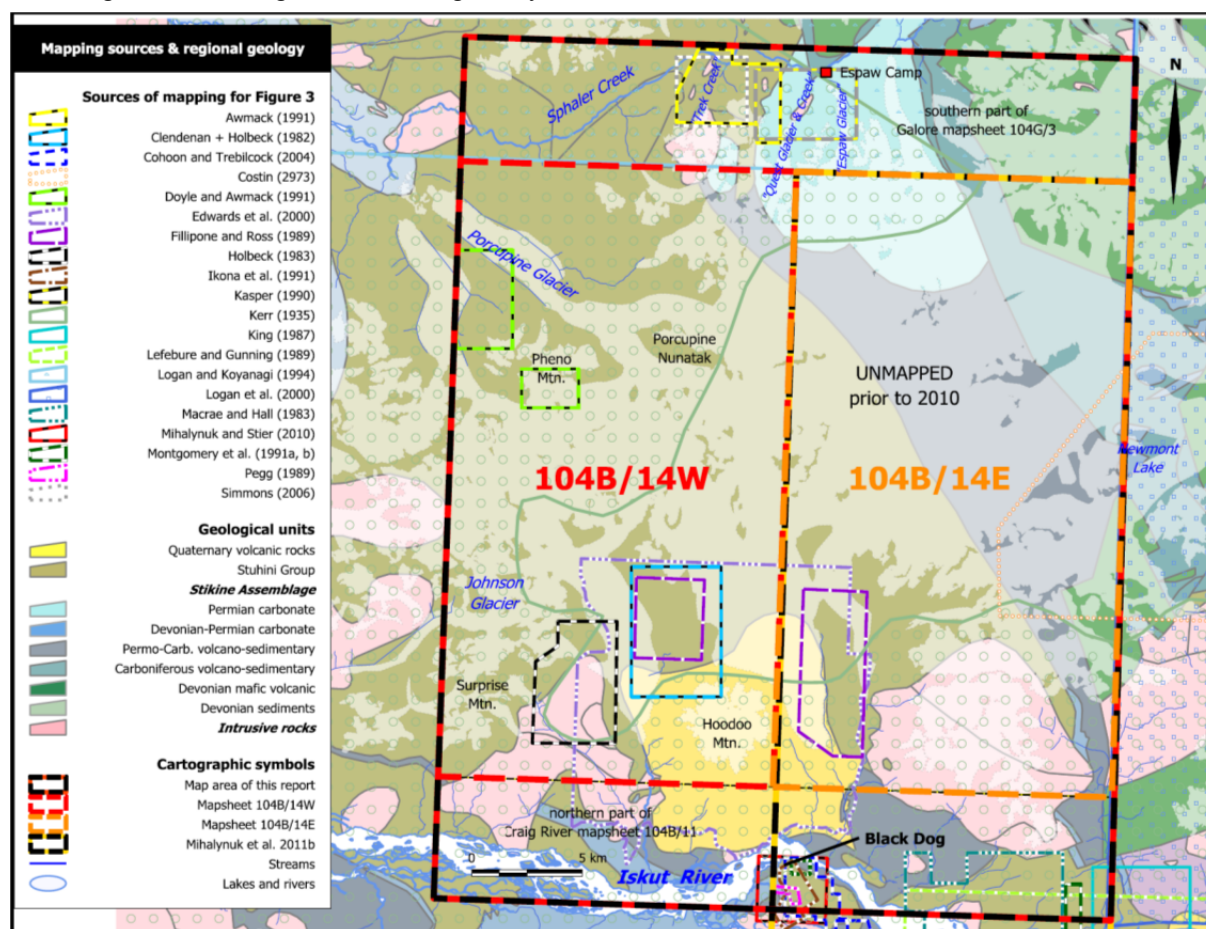 Mapping sources & regional geology
Sources of mapping for Figure 3
Awmack (1991)
Clendenan + Holbeck (1982)
Cohoon and Trebilcock (2004)
Costin (2973)
Doyle and Awmack (1991)
Edwards et al. (2000)
Fillipone and Ross (1989)
Holbeck (1983)
Ikona et al. (1991)
Kasper (1990)
Kerr (1935)
King (1987)
Lefebure and Gunning (1989)
Logan and Koyanagi (1994)
Logan et al. (2000)
Macrae and Hall (1983)
Mihalynuk and Stier (2010)
Montgomery et al. (1991a, b)
Pegg (1989)
Simmons (2006)
Geological units
Quaternary volcanic rocks
Stuhini Group
Stikine Assemblage
Permian carbonate
Devonian-Permian carbonate
Permo-Carb. volcano-sedimentary
Carboniferous volcano-sedimentary
Devonian mafic volcanic
Devonian sediments
Intrusive rocks
Cartographic symbols
Map area of this report
Mapsheet 104B/14W
Mapsheet 104B/14E
Mihalynuk et al. 2011b
Streams
Lakes and rivers
N
Espaw Camp
Sphaler Creek
"Trek Creek"
"Quest Glacier & Creek"
"Espaw glacier"
southern part of
Galore mapsheet 104G/3
Porcupine Glacier
Pheno
Mtn.
Porcupine
Nunatak
UNMAPPED
prior to 2010
Newmont
Lake
104B/14W
104B/14E
Johnson
Glacier
Surprise
Mtn.
Hoodoo
Mtn.
northern part of
Craig River mapsheet 104B/11
0 5 km
Black Dog
Iskut River